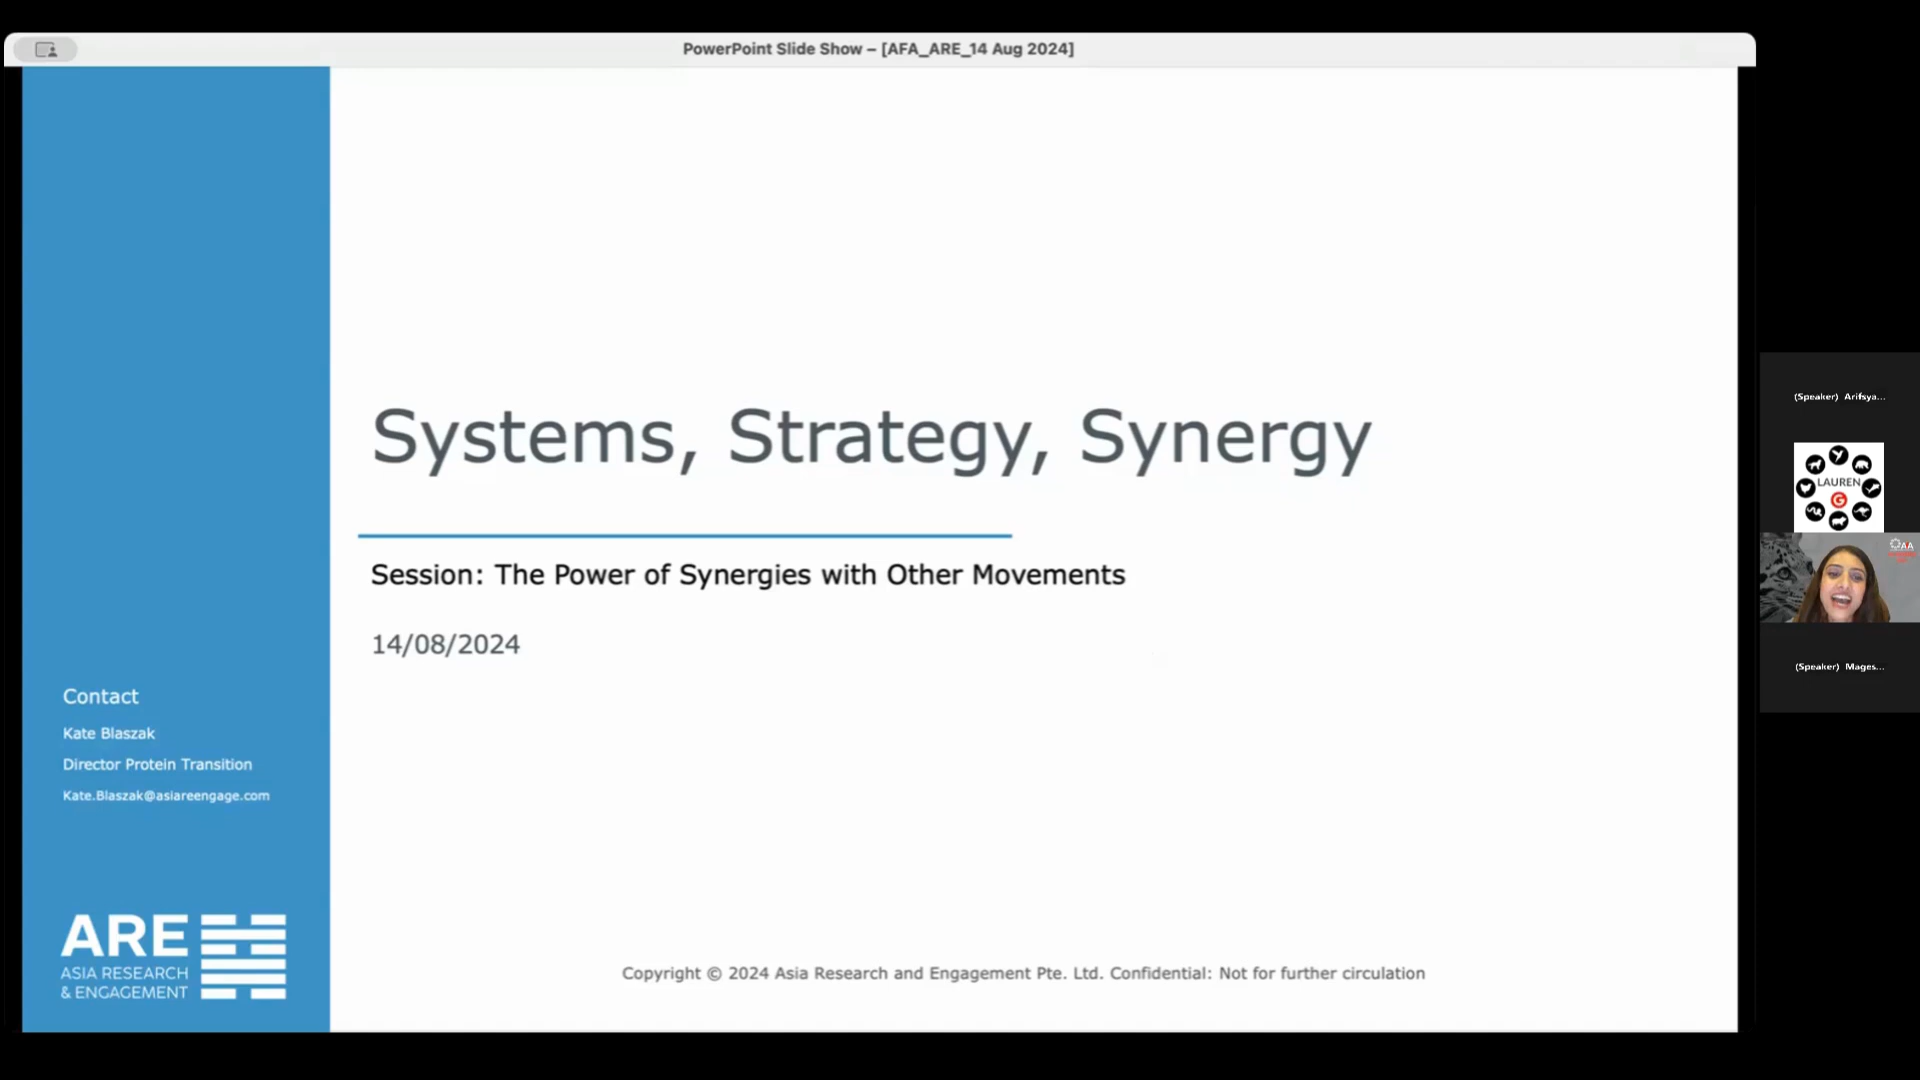 PowerPoint Slide Show – [AFA_ARE_14 Aug 2024]
Systems, Strategy, Synergy
Session: The Power of Synergies with Other Movements
14/08/2024
Contact
Kate Blaszak
Director Protein Transition
Kate.Blaszak@asiareengage.com
ARE
ASIA RESEARCH
& ENGAGEMENT
Copyright © 2024 Asia Research and Engagement Pte. Ltd. Confidential: Not for further circulation
(Speaker) Arifsya...
LAUREN
G
AA
(Speaker) Mages...